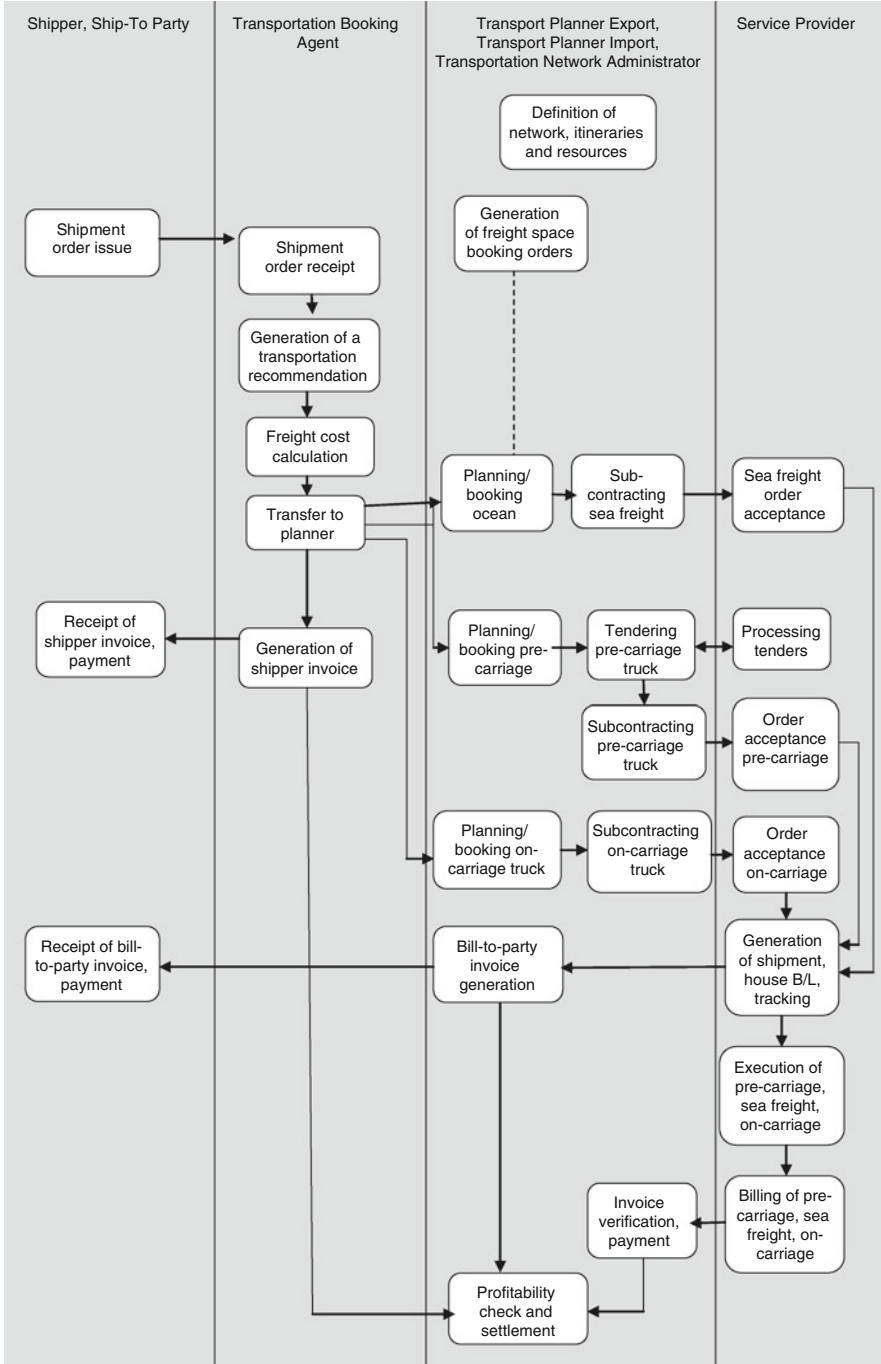 Shipper, Ship-To Party
Transportation Booking
Agent
Transport Planner Export,
Transport Planner Import,
Transportation Network Administrator
Service Provider
Definition of
network, itineraries
and resources
Generation
of freight space
booking orders
Shipment
order issue
Shipment
order receipt
Generation of a
transportation
recommendation
Freight cost
calculation
Transfer to
planner
Planning/
booking
ocean
Sub-
contracting
sea freight
Sea freight
order
acceptance
Receipt of
shipper invoice,
payment
Generation of
shipper invoice
Planning/
booking pre-
carriage
Tendering
pre-carriage
truck
Processing
tenders
Subcontracting
pre-carriage
truck
Order
acceptance
pre-carriage
Planning/
booking on-
carriage truck
Subcontracting
on-carriage
truck
Order
acceptance
on-carriage
Receipt of bill-
to-party invoice,
payment
Bill-to-party
invoice
generation
Generation
of shipment,
house B/L,
tracking
Execution of
pre-carriage,
sea freight,
on-carriage
Invoice
verification,
payment
Billing of pre-
carriage, sea
freight, on-
carriage
Profitability
check and
settlement